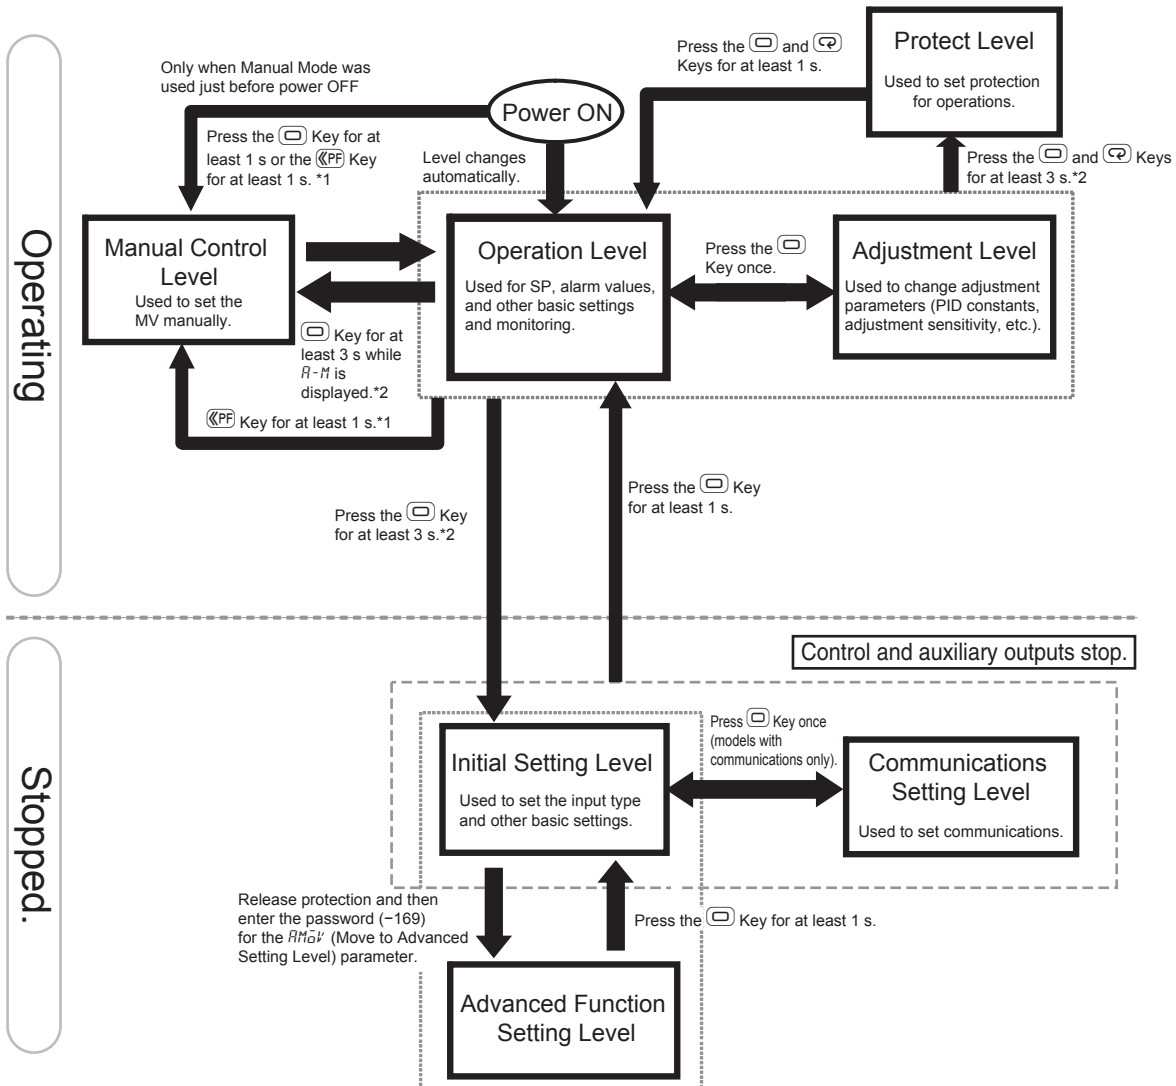 Operating
Only when Manual Mode was
used just before power OFF
Power ON
Press the and
Keys for at least 1 s.
Protect Level
Used to set protection
for operations.
Press the Key for at
least 1 s or the PF Key
for at least 1 s. *1
Level changes
automatically.
Press the and Keys
for at least 3 s.*2
Manual Control
Level
Used to set the
MV manually.
Operation Level
Used for SP, alarm values,
and other basic settings
and monitoring.
Press the
Key once.
Adjustment Level
Used to change adjustment
parameters (PID constants,
adjustment sensitivity, etc.).
Key for at
least 3 s while
A-M is
displayed.*2
PF Key for at least 1 s.*1
Press the Key
for at least 3 s.*2
Press the Key
for at least 1 s.
Stopped.
Control and auxiliary outputs stop.
Initial Setting Level
Used to set the input type
and other basic settings.
Press Key once
(models with
communications only).
Communications
Setting Level
Used to set communications.
Release protection and then
enter the password (−169)
for the AMoV (Move to Advanced
Setting Level) parameter.
Press the Key for at least 1 s.
Advanced Function
Setting Level